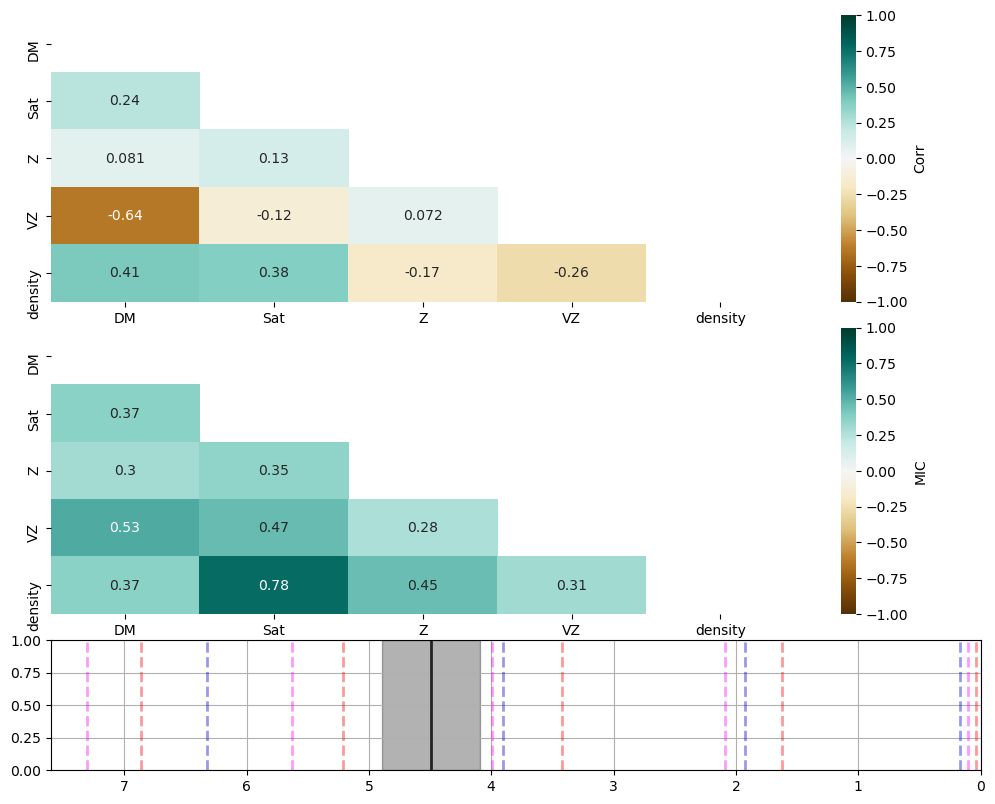 DM
Sat
0.24
Z
0.081 0.13
VZ
-0.64 -0.12 0.072
density
0.41 0.38 -0.17 -0.26
DM Sat Z VZ density
1.00
0.75
0.50
0.25
0.00
−0.25
−0.50
−0.75
−1.00
Corr
DM
Sat
0.37
Z
0.3 0.35
VZ
0.53 0.47 0.28
density
0.37 0.78 0.45 0.31
DM Sat Z VZ density
1.00
0.75
0.50
0.25
0.00
−0.25
−0.50
−0.75
−1.00
MIC
1.00
0.75
0.50
0.25
0.00
7 6 5 4 3 2 1 0